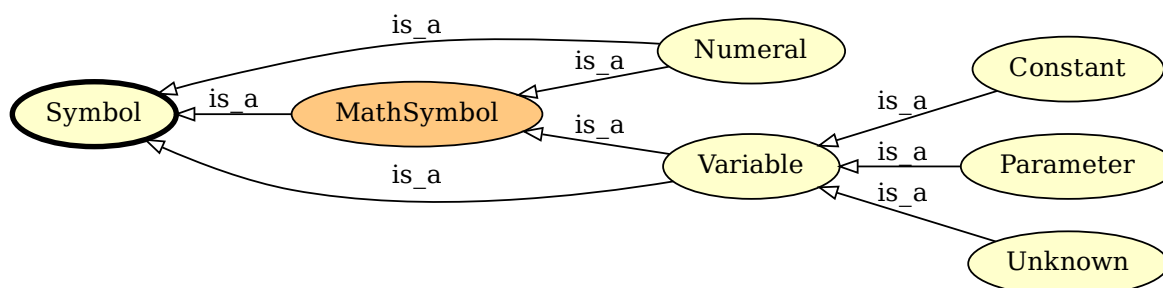 is_a
Numeral
is_a
Constant
Symbol
is_a
MathSymbol
is_a
is_a
Variable
is_a
Parameter
is_a
is_a
Unknown